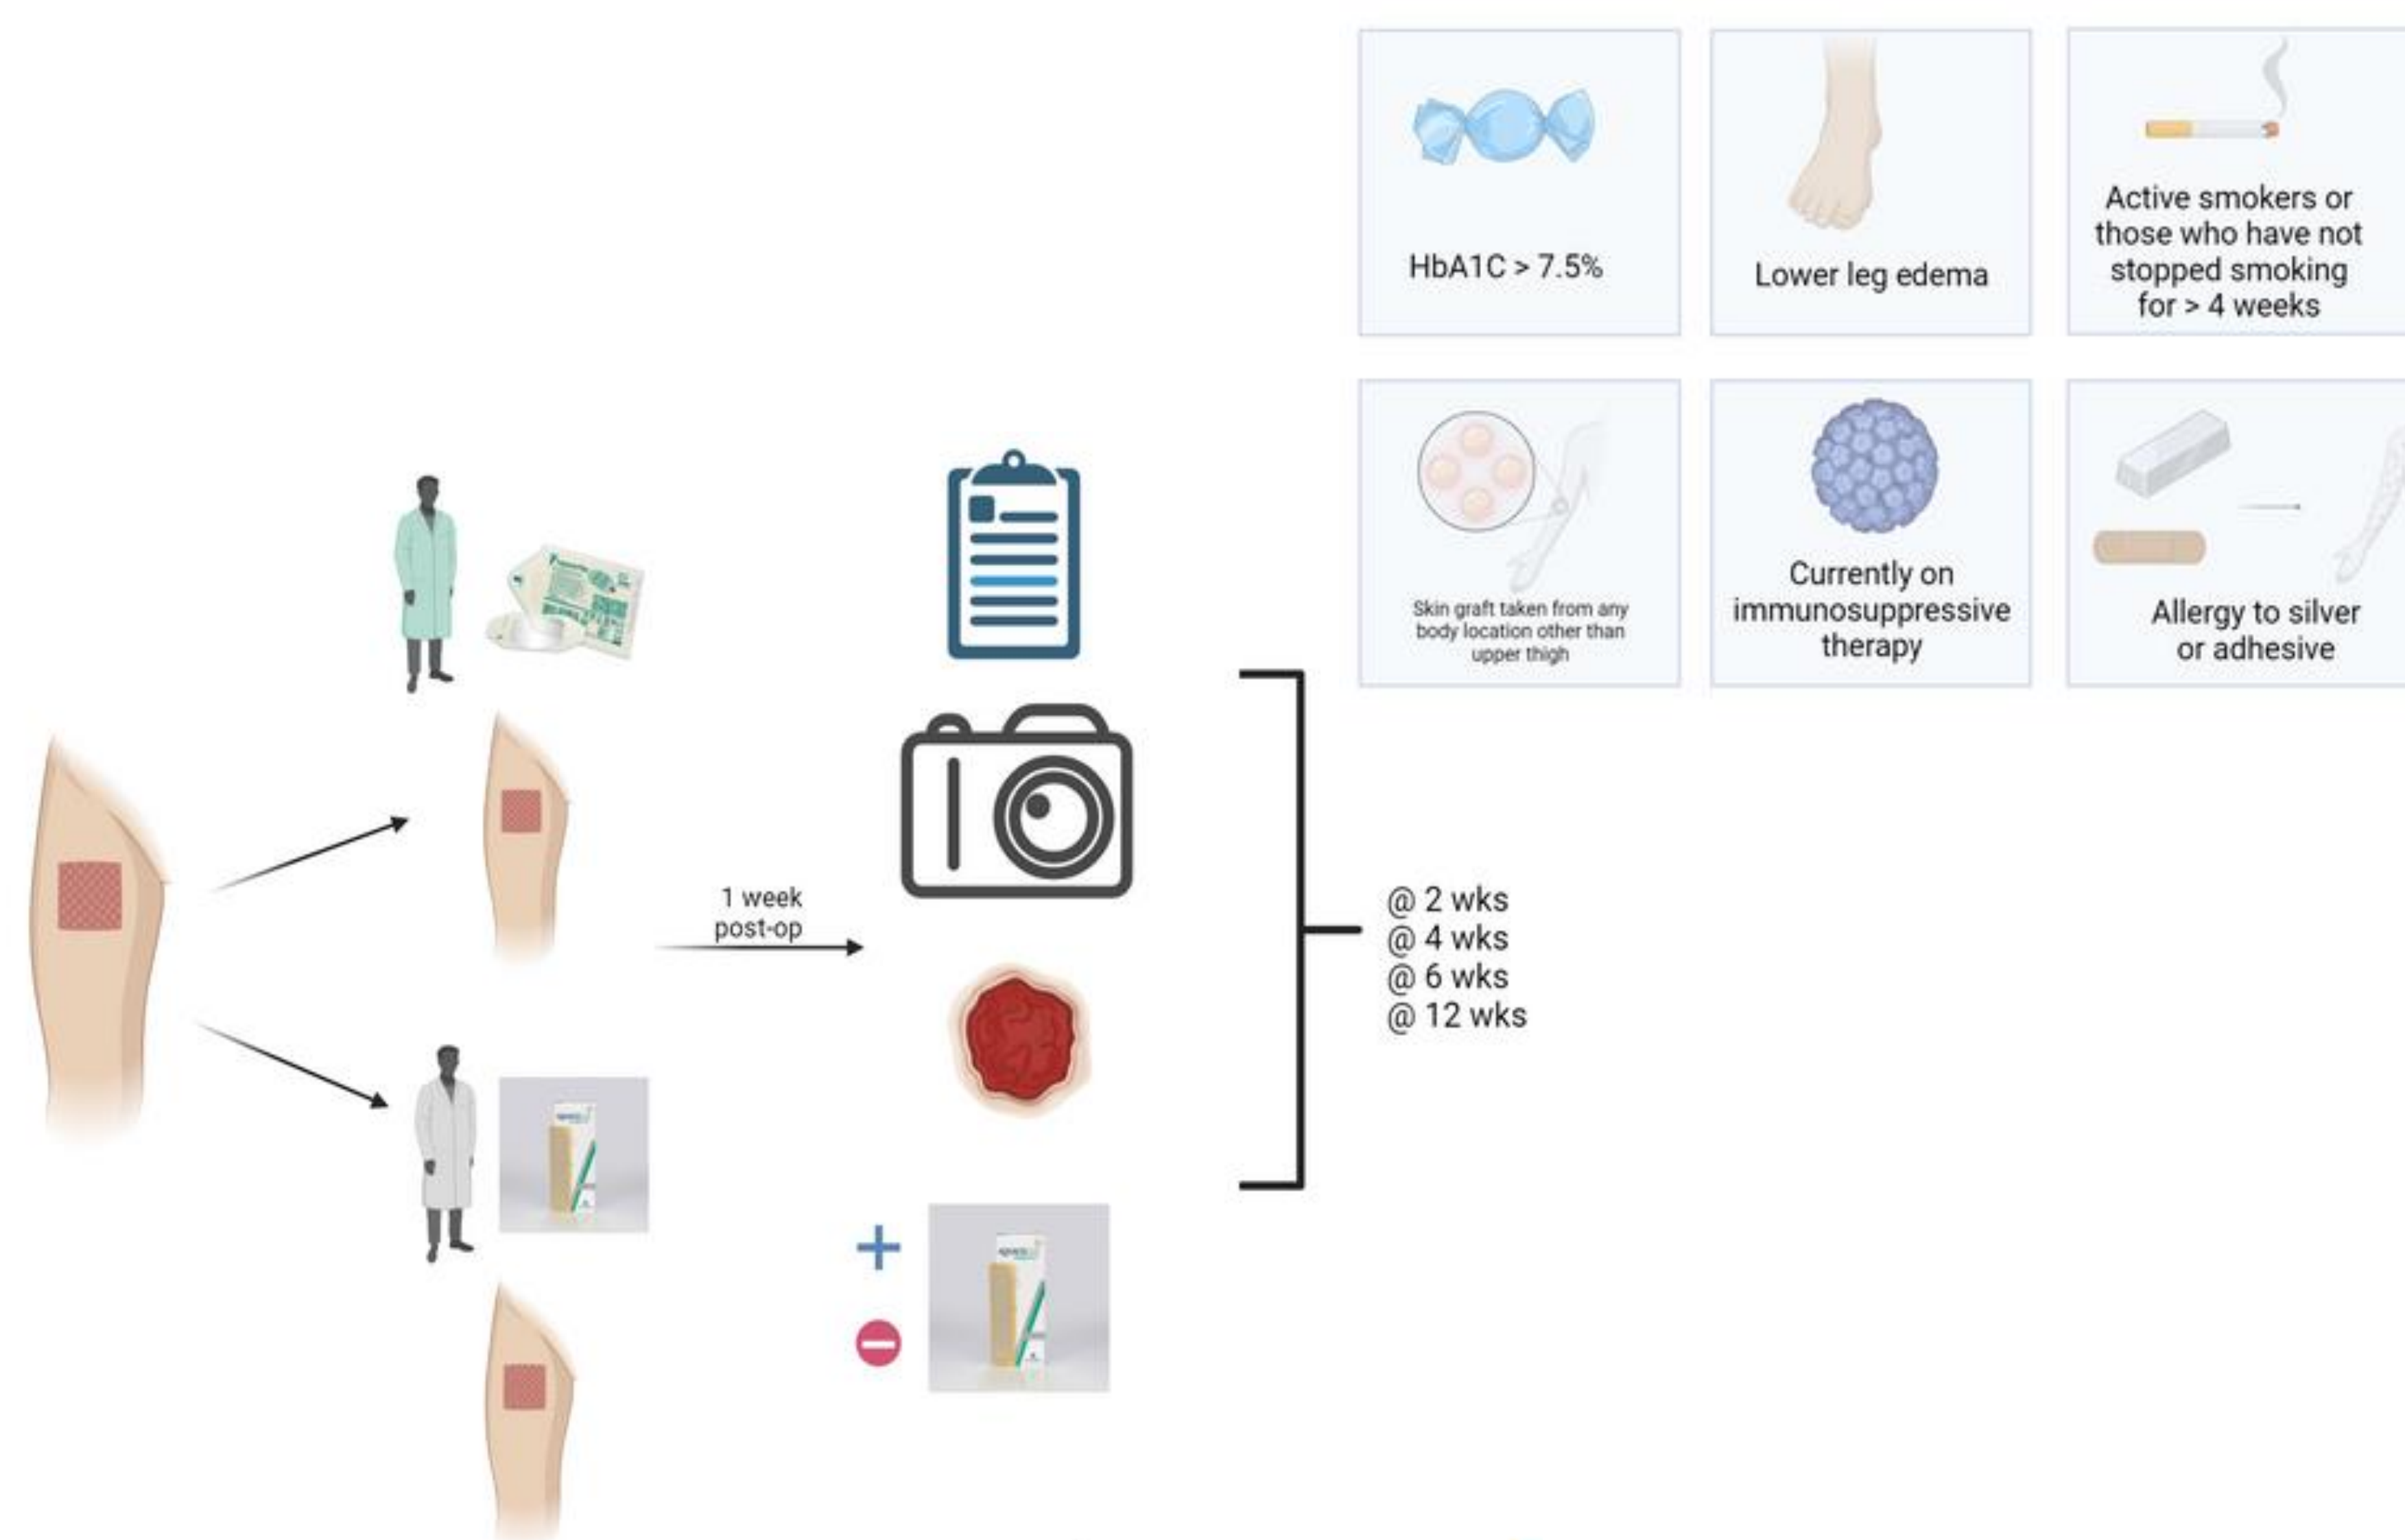 HbA1C > 7.5%
Lower leg edema
Active smokers or
those who have not
stopped smoking
for > 4 weeks
Skin graft taken from any
body location other than
upper thigh
Currently on
immunosuppressive
therapy
Allergy to silver
or adhesive
1 week
post-op
@ 2 wks
@ 4 wks
@ 6 wks
@ 12 wks